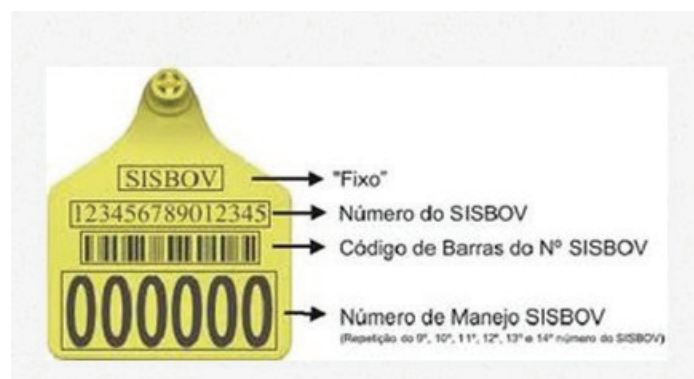 SISBOV
"Fixo"
123456789012345
Número do SISBOV
Código de Barras do Nº SISBOV
000000
Número de Manejo SISBOV
(Repetição do 9º, 10º, 11º, 12º, 13º e 14º número do SISBOV)